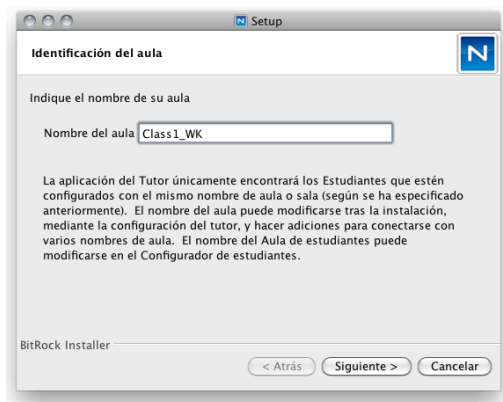 Setup
Identificación del aula
N
Indique el nombre de su aula
Nombre del aula Class1_WK
La aplicación del Tutor únicamente encontrará los Estudiantes que estén
configurados con el mismo nombre de aula o sala (según se ha especificado
anteriormente). El nombre del aula puede modificarse tras la instalación,
mediante la configuración del tutor, y hacer adiciones para conectarse con
varios nombres de aula. El nombre del Aula de estudiantes puede
modificarse en el Configurador de estudiantes.
BitRock Installer
< Atrás Siguiente > Cancelar